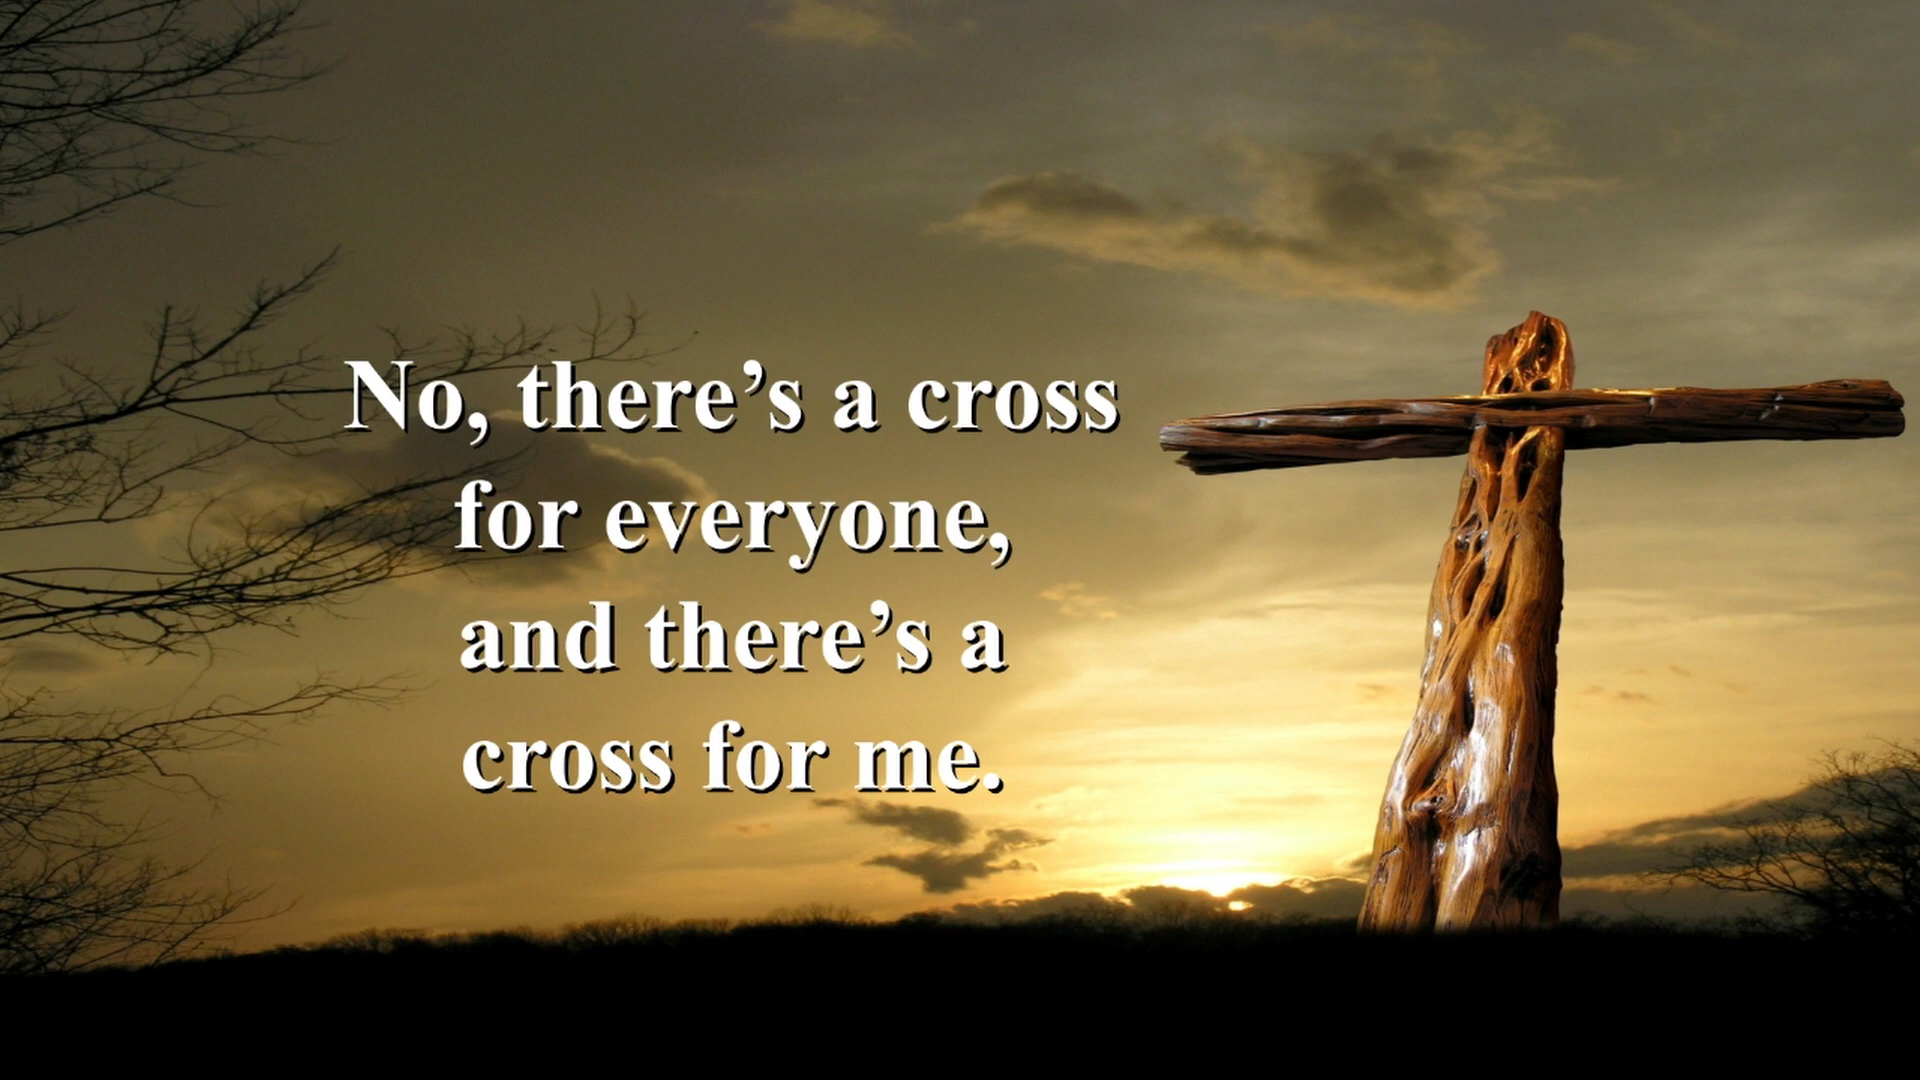 No, there’s a cross
for everyone,
and there’s a
cross for me.